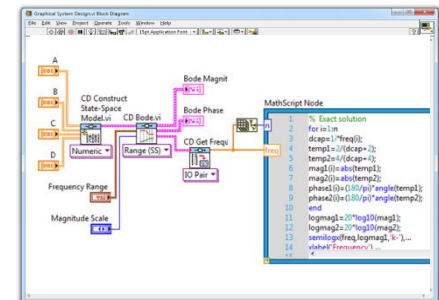 Graphical System Design.vi Block Diagram
File Edit View Project Operate Tools Window Help
15pt Application Font
A
B
C
D
DBL
CD Construct
State-Space
Model.vi
Numeric
CD Bode.vi
Range (SS)
Bode Magnit
Bode Phase
CD Get Frequ
IO Pair
Frequency Range
Magnitude Scale
MathScript Node
n
freq
1 % Exact solution
2 for i=1:n
3 dcap=1i*freq(i);
4 temp1=2/(dcap+2);
5 temp2=4/(dcap+4);
6 mag1(i)=abs(temp1);
7 mag2(i)=abs(temp2);
8 phase1(i)=(180/pi)*angle(temp1);
9 phase2(i)=(180/pi)*angle(temp2);
10 end
11 logmag1=20*log10(mag1);
12 logmag2=20*log10(mag2);
13 semilogx(freq,logmag1,'k-'),...
14 xlabel('Frequency'),...